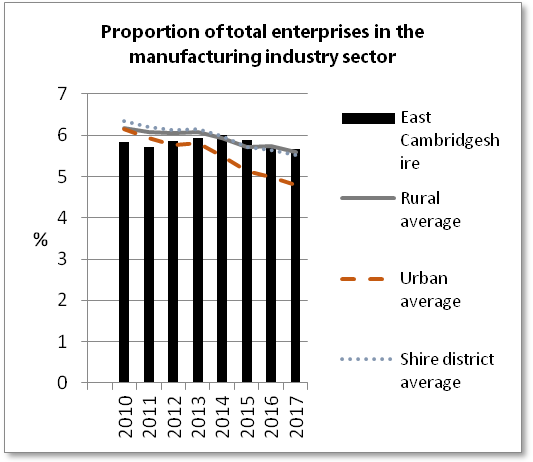 Proportion of total enterprises in the
manufacturing industry sector
7
6
5
4
3
2
1
0
%
2010
2011
2012
2013
2014
2015
2016
2017
East
Cambridgesh
ire
Rural
average
Urban
average
Shire district
average